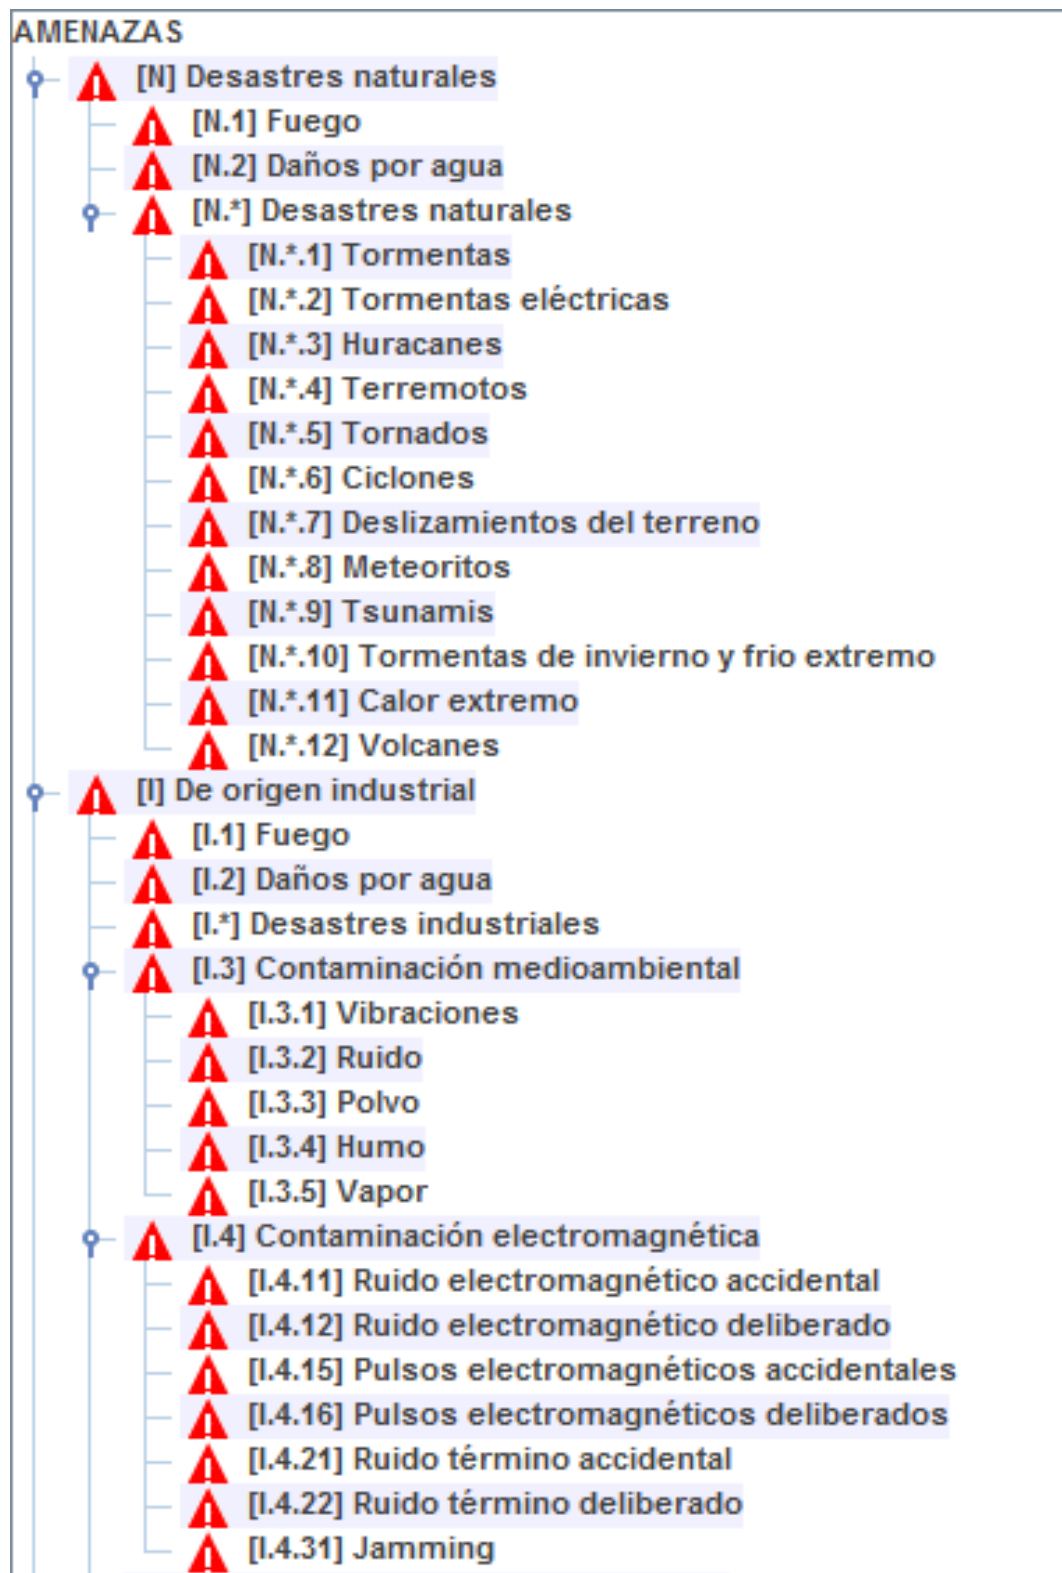 AMENAZAS
[N] Desastres naturales
[N.1] Fuego
[N.2] Daños por agua
[N.*] Desastres naturales
[N.*.1] Tormentas
[N.*.2] Tormentas eléctricas
[N.*.3] Huracanes
[N.*.4] Terremotos
[N.*.5] Tornados
[N.*.6] Ciclones
[N.*.7] Deslizamientos del terreno
[N.*.8] Meteoritos
[N.*.9] Tsunamis
[N.*.10] Tormentas de invierno y frio extremo
[N.*.11] Calor extremo
[N.*.12] Volcanes
[I] De origen industrial
[I.1] Fuego
[I.2] Daños por agua
[I.*] Desastres industriales
[I.3] Contaminación medioambiental
[I.3.1] Vibraciones
[I.3.2] Ruido
[I.3.3] Polvo
[I.3.4] Humo
[I.3.5] Vapor
[I.4] Contaminación electromagnética
[I.4.11] Ruido electromagnético accidental
[I.4.12] Ruido electromagnético deliberado
[I.4.15] Pulsos electromagnéticos accidentales
[I.4.16] Pulsos electromagnéticos deliberados
[I.4.21] Ruido término accidental
[I.4.22] Ruido término deliberado
[I.4.31] Jamming